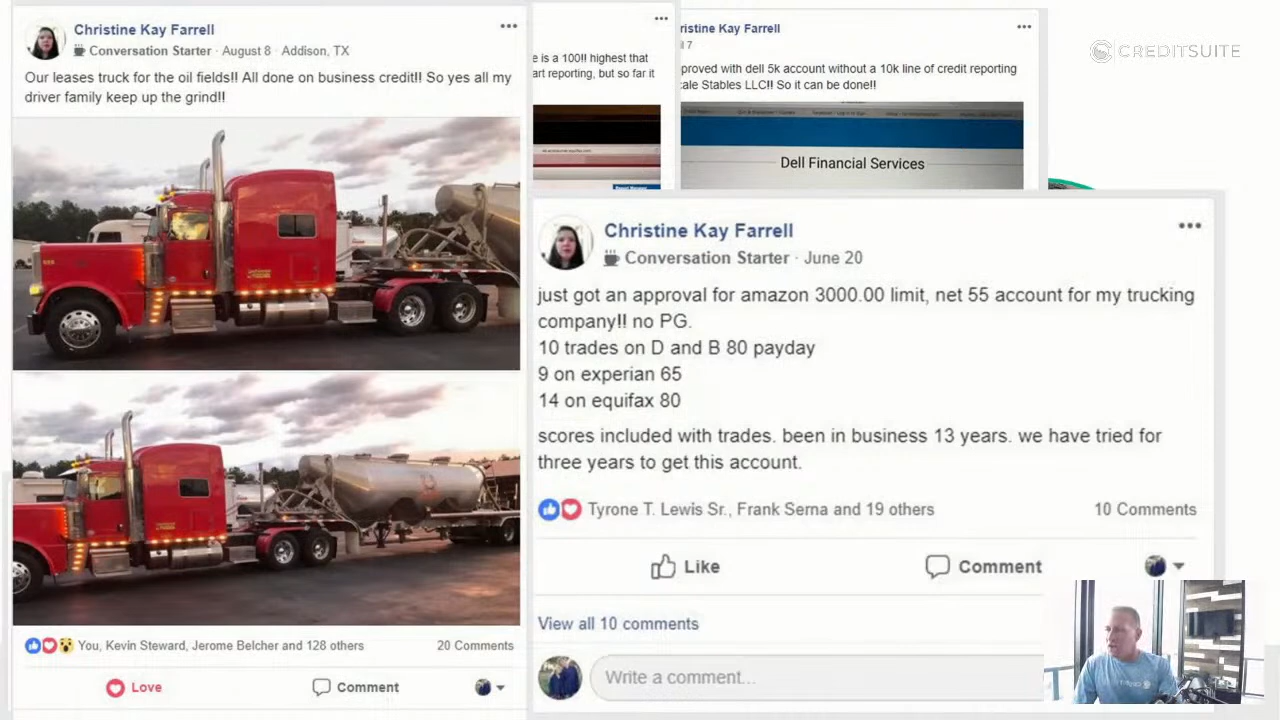 Christine Kay Farrell
Conversation Starter · August 8 · Addison, TX
Our leases truck for the oil fields!! All done on business credit!! So yes all my
driver family keep up the grind!!
You, Kevin Steward, Jerome Belcher and 128 others
20 Comments
Love
Comment
e is a 100!! highest that
art reporting, but so far it
ristine Kay Farrell
l 7
proved with dell 5k account without a 10k line of credit reporting
cale Stables LLC!! So it can be done!!
Dell Financial Services
CREDITSUITE
Christine Kay Farrell
Conversation Starter · June 20
just got an approval for amazon 3000.00 limit, net 55 account for my trucking
company!! no PG.
10 trades on D and B 80 payday
9 on experian 65
14 on equifax 80
scores included with trades. been in business 13 years. we have tried for
three years to get this account.
Tyrone T. Lewis Sr., Frank Serna and 19 others
10 Comments
Like
Comment
View all 10 comments
Write a comment...